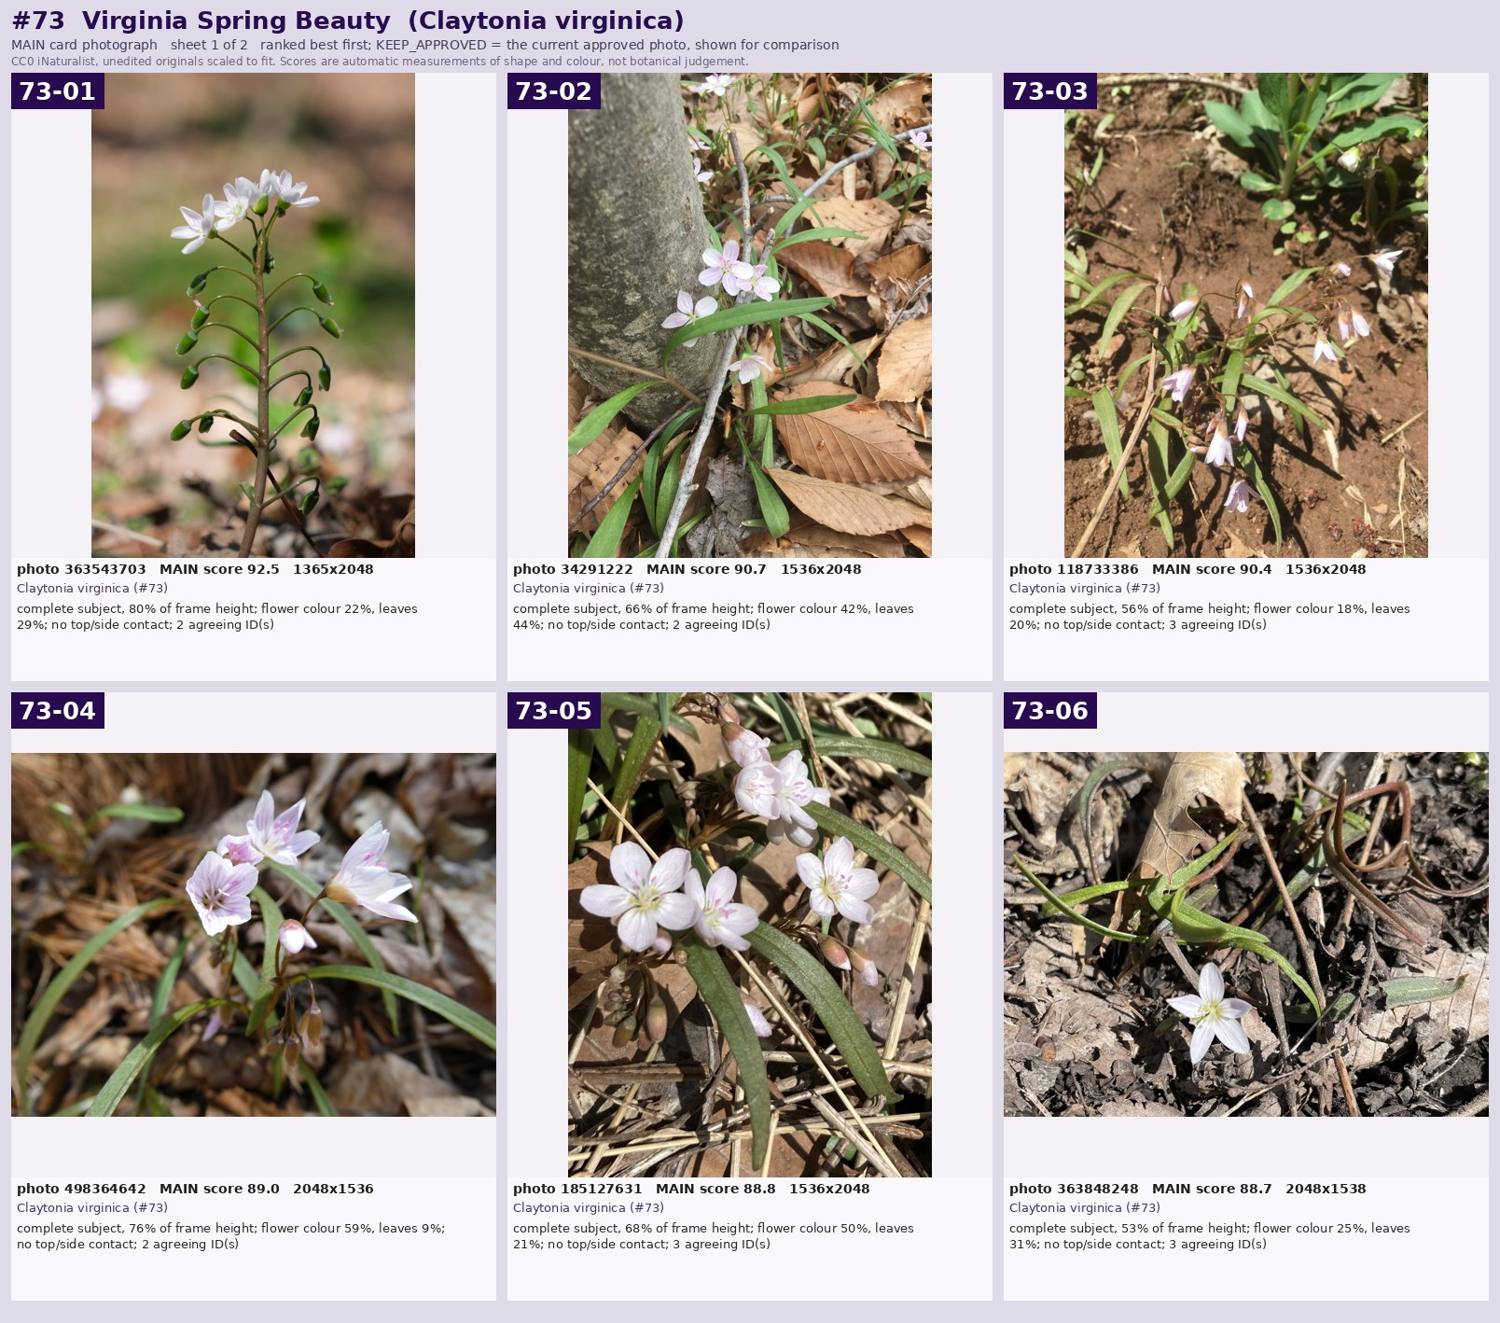 #73 Virginia Spring Beauty (Claytonia virginica)
MAIN card photograph sheet 1 of 2 ranked best first; KEEP_APPROVED = the current approved photo, shown for comparison
CC0 iNaturalist, unedited originals scaled to fit. Scores are automatic measurements of shape and colour, not botanical judgement.
73-01
73-02
73-03
photo 363543703 MAIN score 92.5 1365x2048
Claytonia virginica (#73)
complete subject, 80% of frame height; flower colour 22%, leaves
29%; no top/side contact; 2 agreeing ID(s)
photo 34291222 MAIN score 90.7 1536x2048
Claytonia virginica (#73)
complete subject, 66% of frame height; flower colour 42%, leaves
44%; no top/side contact; 2 agreeing ID(s)
photo 118733386 MAIN score 90.4 1536x2048
Claytonia virginica (#73)
complete subject, 56% of frame height; flower colour 18%, leaves
20%; no top/side contact; 3 agreeing ID(s)
73-04
73-05
73-06
photo 498364642 MAIN score 89.0 2048x1536
Claytonia virginica (#73)
complete subject, 76% of frame height; flower colour 59%, leaves 9%;
no top/side contact; 2 agreeing ID(s)
photo 185127631 MAIN score 88.8 1536x2048
Claytonia virginica (#73)
complete subject, 68% of frame height; flower colour 50%, leaves
21%; no top/side contact; 3 agreeing ID(s)
photo 363848248 MAIN score 88.7 2048x1538
Claytonia virginica (#73)
complete subject, 53% of frame height; flower colour 25%, leaves
31%; no top/side contact; 3 agreeing ID(s)